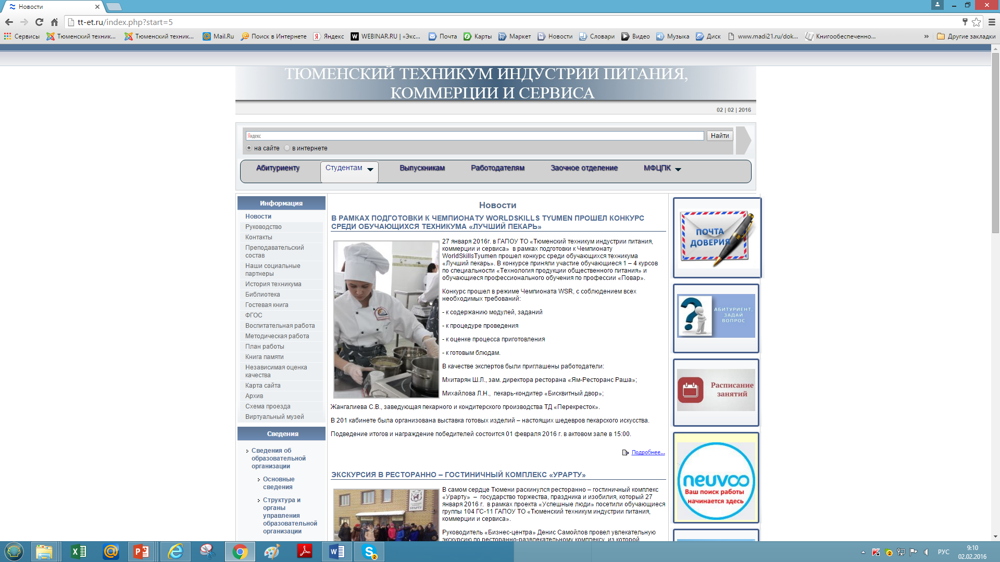 Новости
tt-et.ru/index.php?start=5
Сервисы
Тюменский техник...
Тюменский техник...
Mail.Ru
Поиск в Интернете
Яндекс
WEBINAR.RU | «Экс...
Почта
Карты
Маркет
Новости
Словари
Видео
Музыка
Диск
www.madi21.ru/dok...
Книгообеспеченно...
»
Другие закладки
ТЮМЕНСКИЙ ТЕХНИКУМ ИНДУСТРИИ ПИТАНИЯ,
КОММЕРЦИИ И СЕРВИСА
02 | 02 | 2016
Яндекс
Найти
на сайте
в интернете
Абитуриенту
Студентам
Выпускникам
Работодателям
Заочное отделение
МФЦПК
Информация
Новости
Руководство
Контакты
Преподавательский
состав
Наши социальные
партнеры
История техникума
Библиотека
Гостевая книга
ФГОС
Воспитательная работа
Методическая работа
План работы
Книга памяти
Независимая оценка
качества
Карта сайта
Архив
Схема проезда
Виртуальный музей
Сведения
Сведения об
образовательной
организации
Основные
сведения
Структура и
органы
управления
образовательной
организации
Новости
В РАМКАХ ПОДГОТОВКИ К ЧЕМПИОНАТУ WORLDSKILLS TYUMEN ПРОШЕЛ КОНКУРС
СРЕДИ ОБУЧАЮЩИХСЯ ТЕХНИКУМА «ЛУЧШИЙ ПЕКАРЬ»
27 января 2016г. в ГАПОУ ТО «Тюменский техникум индустрии питания,
коммерции и сервиса» в рамках подготовки к Чемпионату
WorldSkillsTyumen прошел конкурс среди обучающихся техникума
«Лучший пекарь». В конкурсе приняли участие обучающиеся 1 – 4 курсов
по специальности «Технология продукции общественного питания» и
обучающиеся профессионального обучения по профессии «Повар».
Конкурс прошел в режиме Чемпионата WSR, с соблюдением всех
необходимых требований:
- к содержанию модулей, заданий
- к процедуре проведения
- к оценке процесса приготовления
- к готовым блюдам.
В качестве экспертов были приглашены работодатели:
Мхитарян Ш.Л., зам. директора ресторана «Ям-Ресторанс Раша»;
Михайлова Л.Н., пекарь-кондитер «Бисквитный двор»;
Жангалиева С.В., заведующая пекарного и кондитерского производства ТД «Перекресток».
В 201 кабинете была организована выставка готовых изделий – настоящих шедевров пекарского искусства.
Подведение итогов и награждение победителей состоится 01 февраля 2016 г. в актовом зале в 15:00.
Подробнее...
ЭКСКУРСИЯ В РЕСТОРАННО – ГОСТИНИЧНЫЙ КОМПЛЕКС «УРАРТУ»
УРАРТУ
В самом сердце Тюмени раскинулся ресторанно – гостиничный комплекс
«Урарту» – государство торжества, праздника и изобилия, который 27
января 2016 г. в рамках проекта «Успешные люди» посетили обучающиеся
группы 104 ГС-11 ГАПОУ ТО «Тюменский техникум индустрии питания,
коммерции и сервиса».
Руководитель «Бизнес-центра» Денис Самойлов провел увлекательную
экскурсию по ресторанно-развлекательному комплексу, из которой
ПОЧТА
ДОВЕРИЯ
АБИТУРИЕНТ,
ЗАДАЙ
ВОПРОС
Расписание
занятий
neuvoo
Ваш поиск работы
начинается здесь
2
2
РУС
9:10
02.02.2016